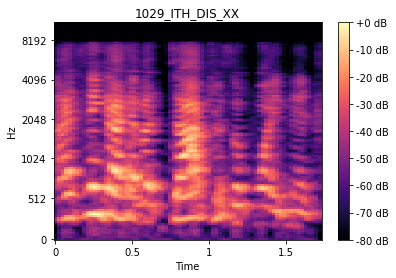 1029_ITH_DIS_XX
Hz
8192
4096
2048
1024
512
0
0
0.5
1
1.5
Time
+0 dB
-10 dB
-20 dB
-30 dB
-40 dB
-50 dB
-60 dB
-70 dB
-80 dB